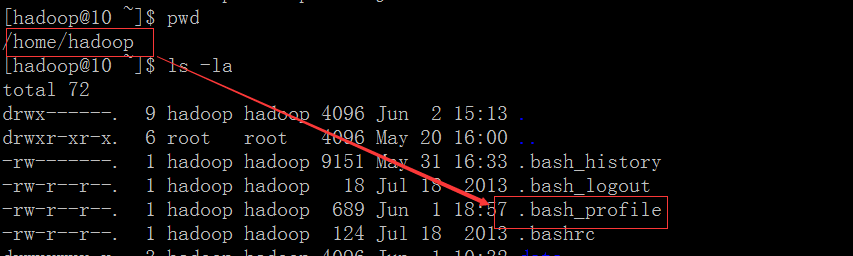 [hadoop@10 ~]$ pwd
/home/hadoop
[hadoop@10 ~]$ ls -la
total 72
drwx------. 9 hadoop hadoop 4096 Jun 2 15:13 .
drwxr-xr-x. 6 root root 4096 May 20 16:00 ..
-rw-------. 1 hadoop hadoop 9151 May 31 16:33 .bash_history
-rw-r--r--. 1 hadoop hadoop 18 Jul 18 2013 .bash_logout
-rw-r--r--. 1 hadoop hadoop 689 Jun 1 18:57 .bash_profile
-rw-r--r--. 1 hadoop hadoop 124 Jul 18 2013 .bashrc